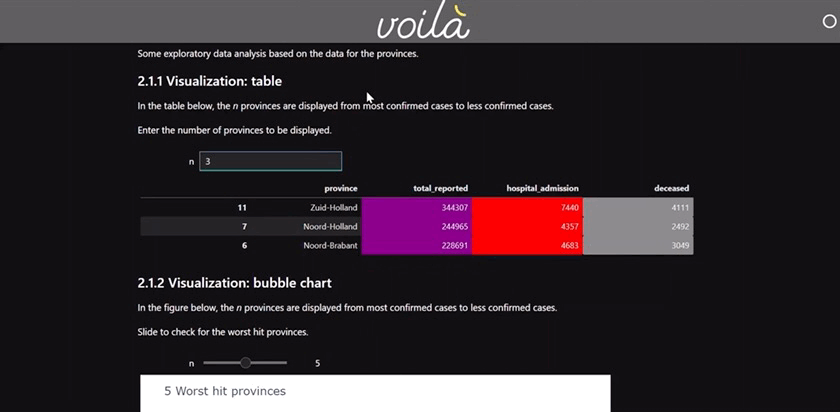 voilà
Some exploratory data analysis based on the data for the provinces.
2.1.1 Visualization: table
In the table below, the n provinces are displayed from most confirmed cases to less confirmed cases.
Enter the number of provinces to be displayed.
n 3
province total_reported hospital_admission deceased
11 Zuid-Holland 344307 7440 4111
7 Noord-Holland 244965 4357 2492
6 Noord-Brabant 228691 4683 3049
2.1.2 Visualization: bubble chart
In the figure below, the n provinces are displayed from most confirmed cases to less confirmed cases.
Slide to check for the worst hit provinces.
n 5
5 Worst hit provinces